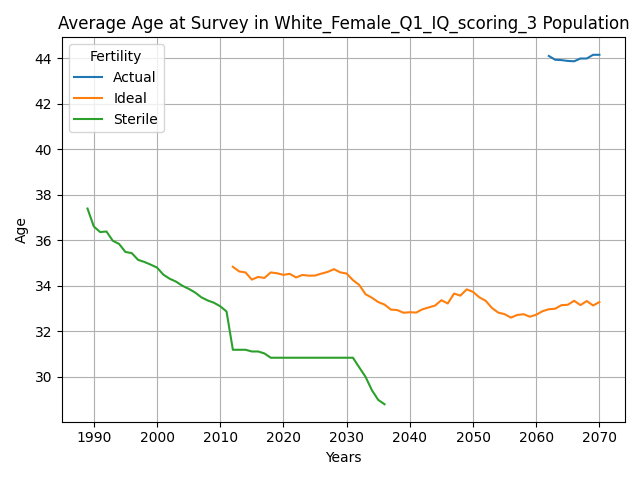 Average Age at Survey in White_Female_Q1_IQ_scoring_3 Population
Fertility
Actual
Ideal
Sterile
44
42
40
38
36
34
32
30
Age
1990
2000
2010
2020
2030
2040
2050
2060
2070
Years